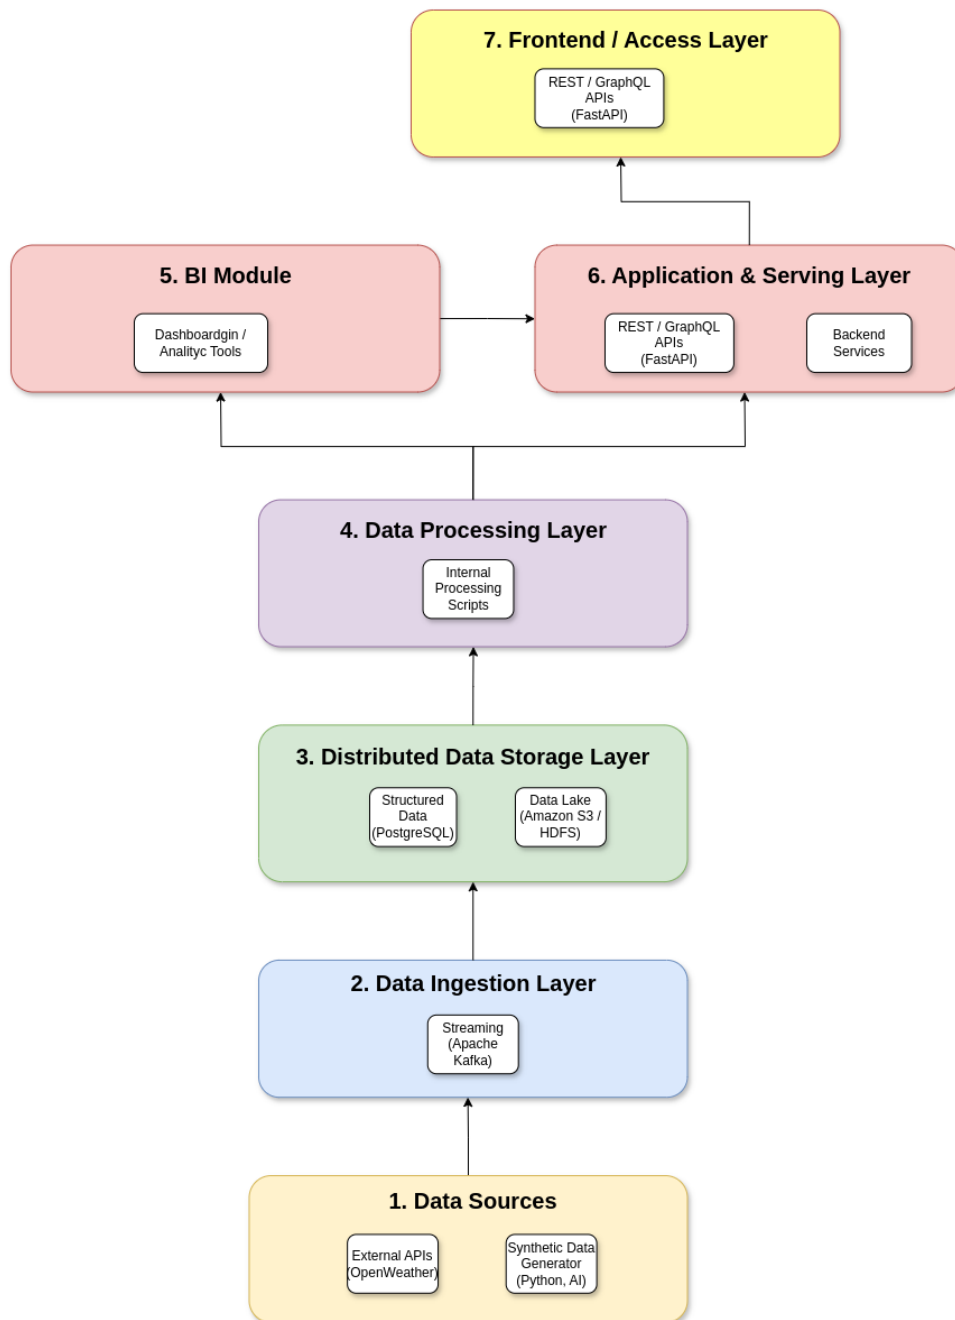 7. Frontend / Access Layer
REST / GraphQL
APIs
(FastAPI)
5. BI Module
Dashboardgin /
Analityc Tools
6. Application & Serving Layer
REST / GraphQL
APIs
(FastAPI)
Backend
Services
4. Data Processing Layer
Internal
Processing
Scripts
3. Distributed Data Storage Layer
Structured
Data
(PostgreSQL)
Data Lake
(Amazon S3 /
HDFS)
2. Data Ingestion Layer
Streaming
(Apache
Kafka)
1. Data Sources
External APIs
(OpenWeather)
Synthetic Data
Generator
(Python, AI)